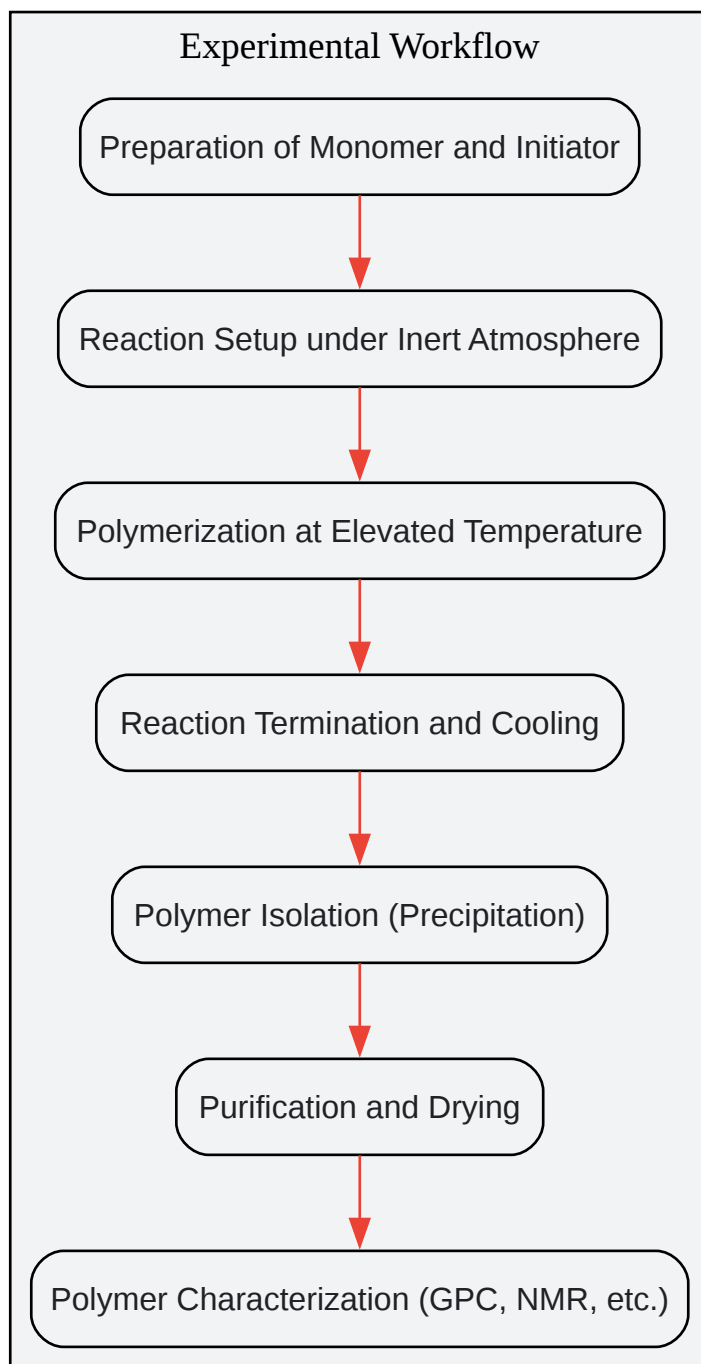 Experimental Workflow
Preparation of Monomer and Initiator
Reaction Setup under Inert Atmosphere
Polymerization at Elevated Temperature
Reaction Termination and Cooling
Polymer Isolation (Precipitation)
Purification and Drying
Polymer Characterization (GPC, NMR, etc.)